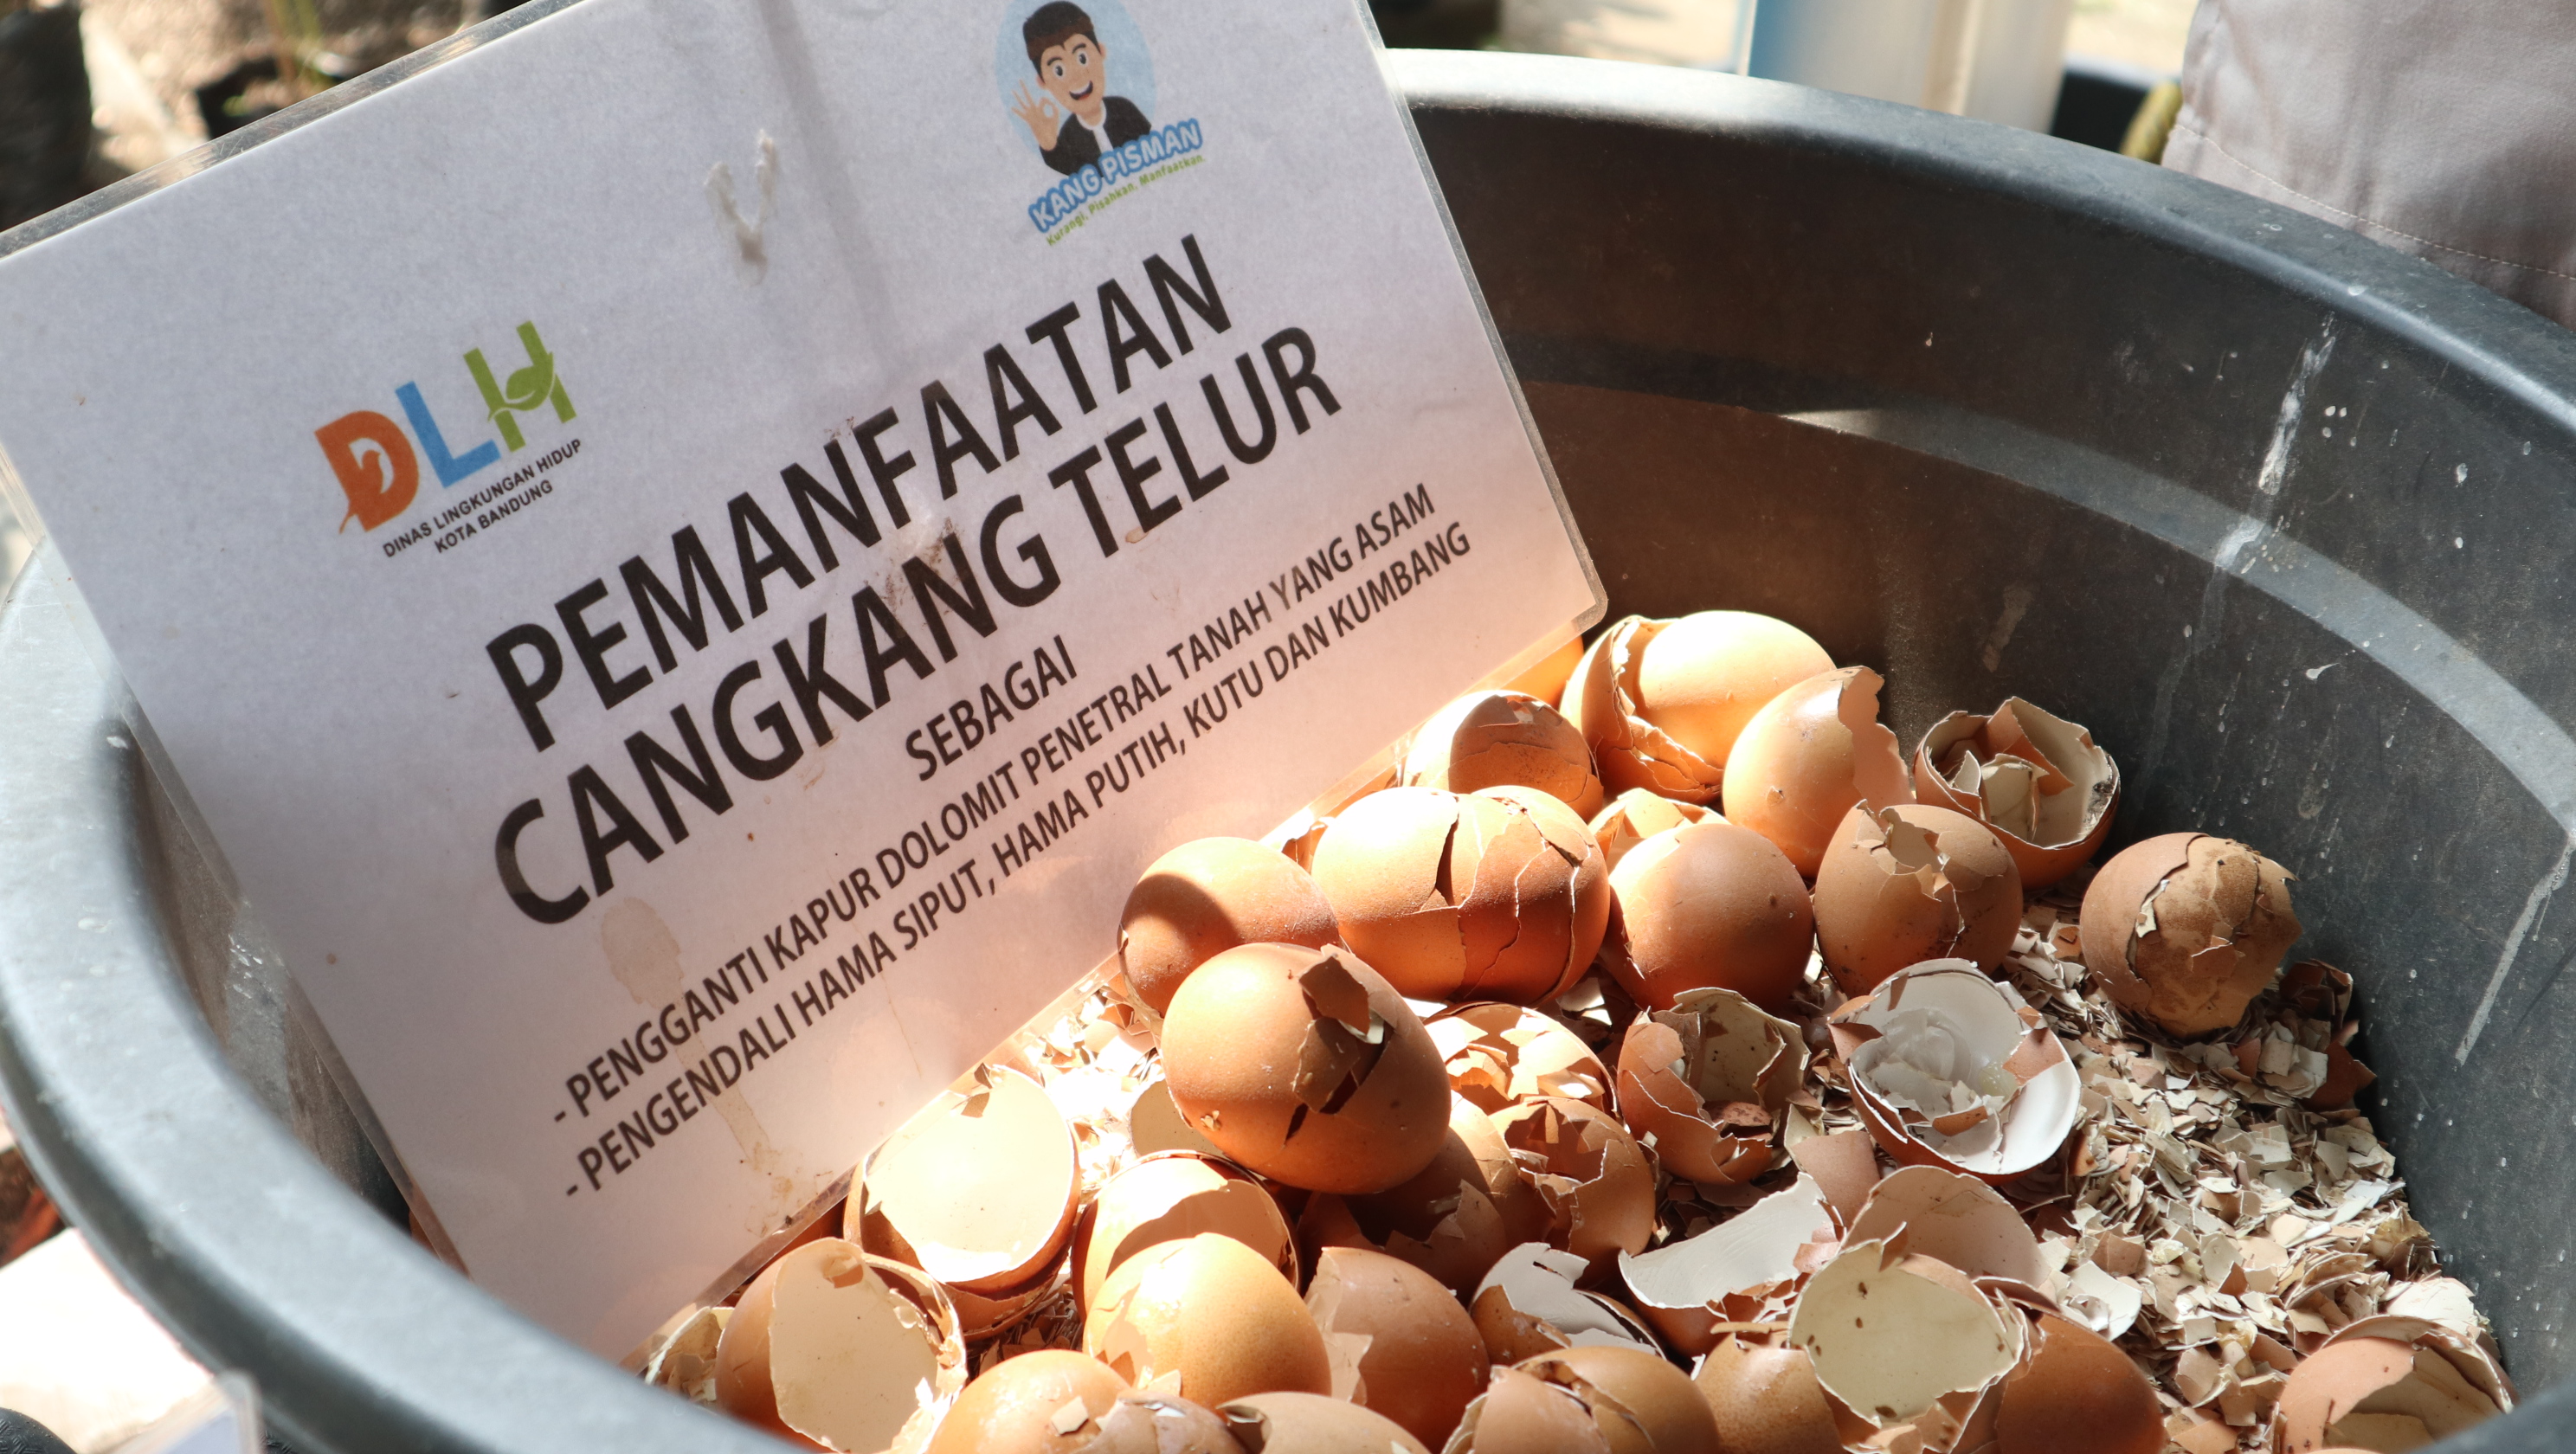 KANG PISMAN
Kurangi, Pisahkan, Manfaatkan.
DLH
DINAS LINGKUNGAN HIDUP
KOTA BANDUNG
PEMANFAATAN
CANGKANG TELUR
SEBAGAI
- PENGGANTI KAPUR DOLOMIT PENETRAL TANAH YANG ASAM
- PENGENDALI HAMA SIPUT, HAMA PUTIH, KUTU DAN KUMBANG